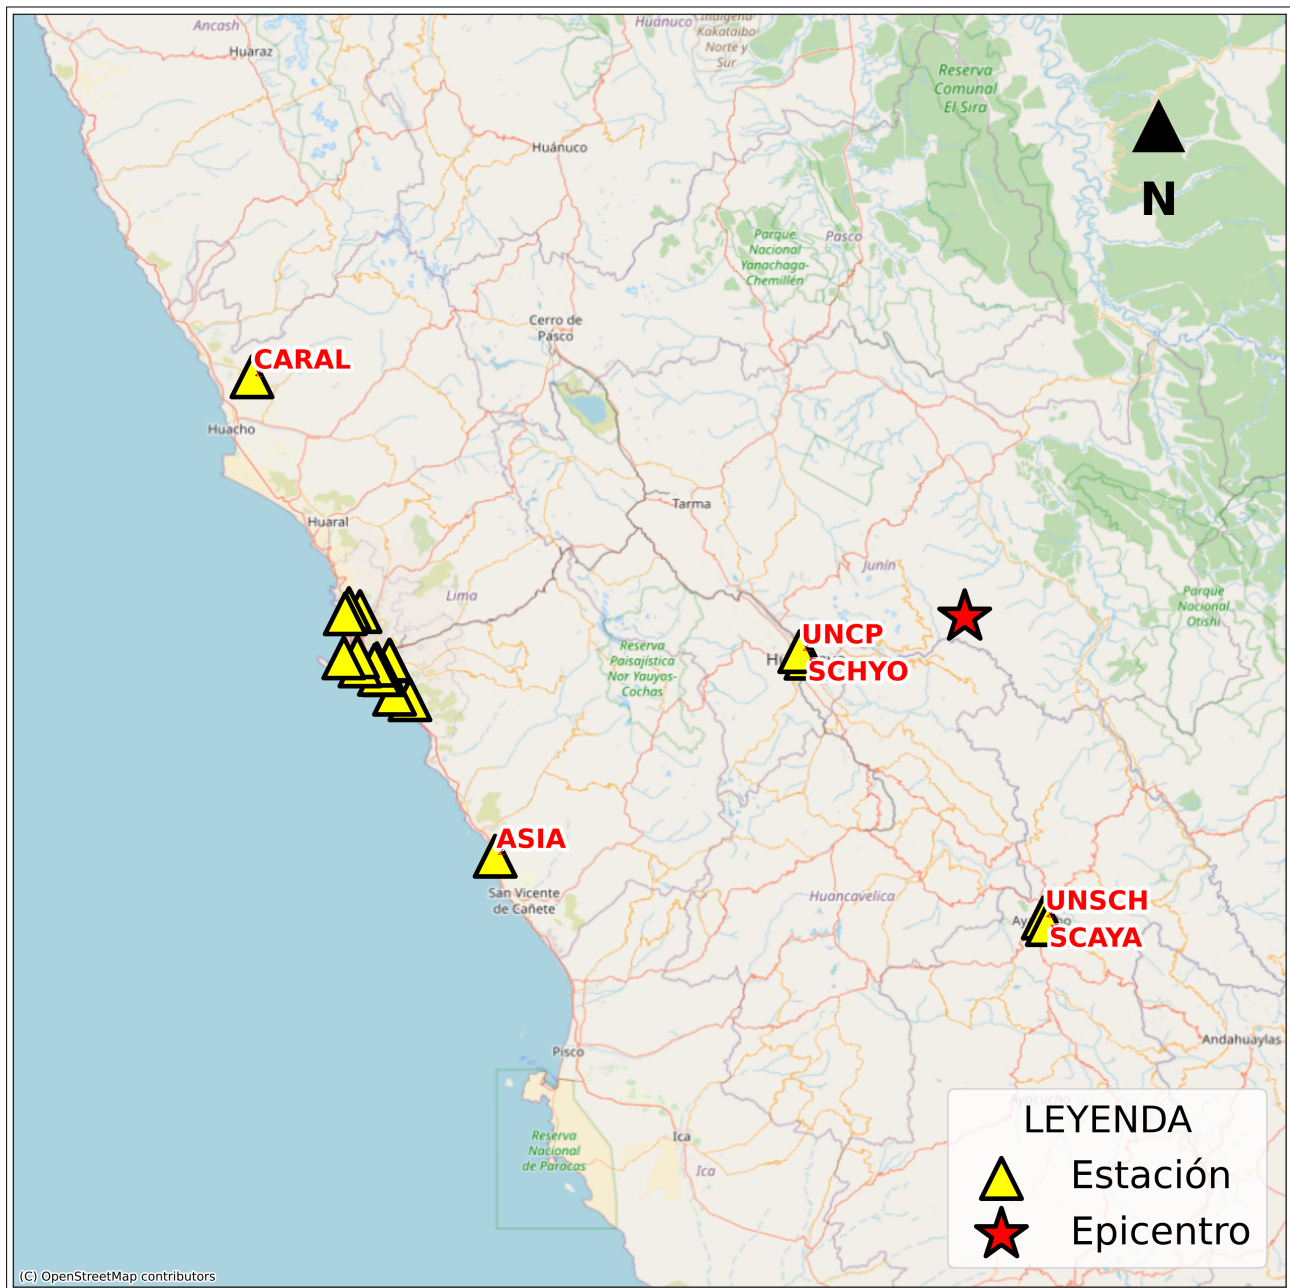 Ancash
Huaraz
Huánuco
Indígena
Kakataibo
Norte y
Sur
Reserva
Comunal
El Sira
N
Huánuco
Parque
Nacional
Yanachaga-
Chemillén
Pasco
Cerro de
Pasco
CARAL
Huacho
Huaral
Tarma
Lima
Junín
Parque
Nacional
Otishi
Reserva
Paisajística
Nor Yauyos-
Cochas
UNCP
SCHYO
ASIA
San Vicente
de Cañete
Huancavelica
UNSCH
SCAYA
Andahuaylas
Pisco
Ayacucho
Reserva
Nacional
de Paracas
Ica
Ica
LEYENDA
Estación
Epicentro
(C) OpenStreetMap contributors